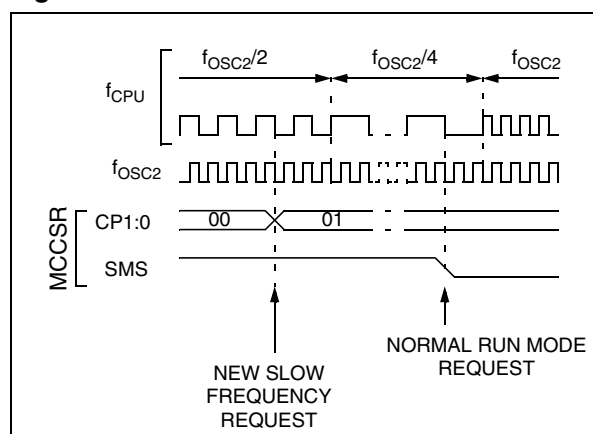 fOSC2/2 fOSC2/4 fOSC2
fCPU
fOSC2
MCCSR
CP1:0 00 01
SMS
NEW SLOW
FREQUENCY
REQUEST
NORMAL RUN MODE
REQUEST